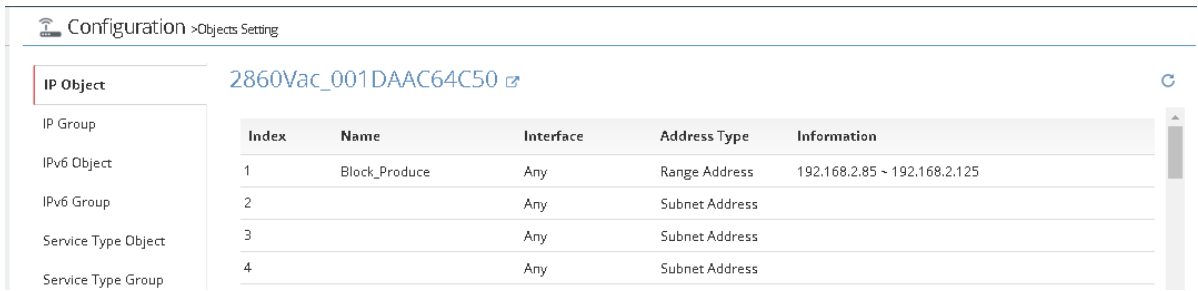 Configuration >Objects Setting
IP Object
IP Group
IPv6 Object
IPv6 Group
Service Type Object
Service Type Group
2860Vac_001DAAC64C50
Index Name Interface Address Type Information
1 Block_Produce Any Range Address 192.168.2.85 ~ 192.168.2.125
2 Any Subnet Address
3 Any Subnet Address
4 Any Subnet Address